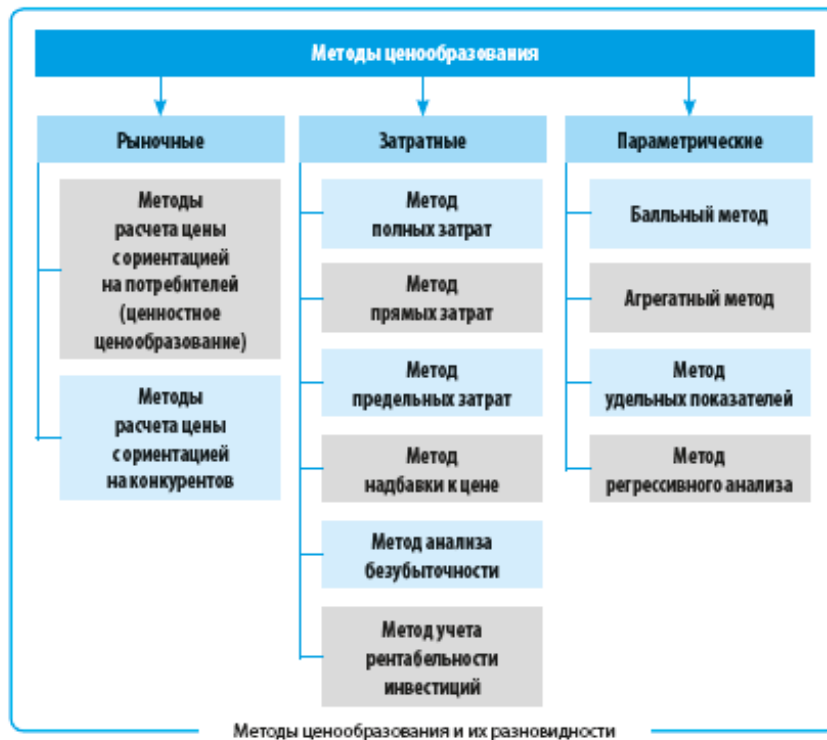 Методы ценообразования
Рыночные
Методы
расчета цены
с ориентацией
на потребителей
(ценностное
ценообразование)
Методы
расчета цены
с ориентацией
на конкурентов
Затратные
Метод
полных затрат
Метод
прямых затрат
Метод
предельных затрат
Метод
надбавки к цене
Метод анализа
безубыточности
Метод учета
рентабельности
инвестиций
Параметрические
Балльный метод
Агрегатный метод
Метод
удельных показателей
Метод
регрессивного анализа
Методы ценообразования и их разновидности